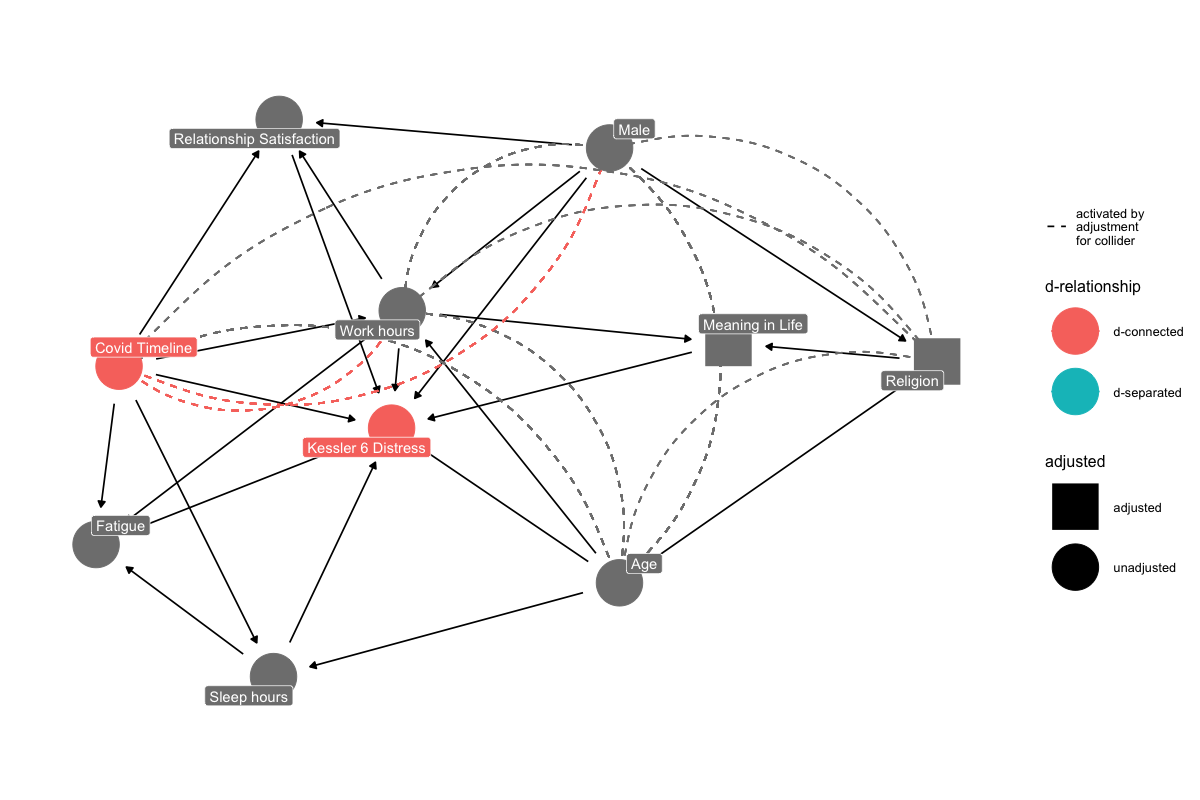 Male
Relationship Satisfaction
activated by
adjustment
for collider
d-relationship
Meaning in Life
Work hours
d-connected
Covid Timeline
Religion
d-separated
Kessler 6 Distress
adjusted
adjusted
Fatigue
Age
unadjusted
Sleep hours